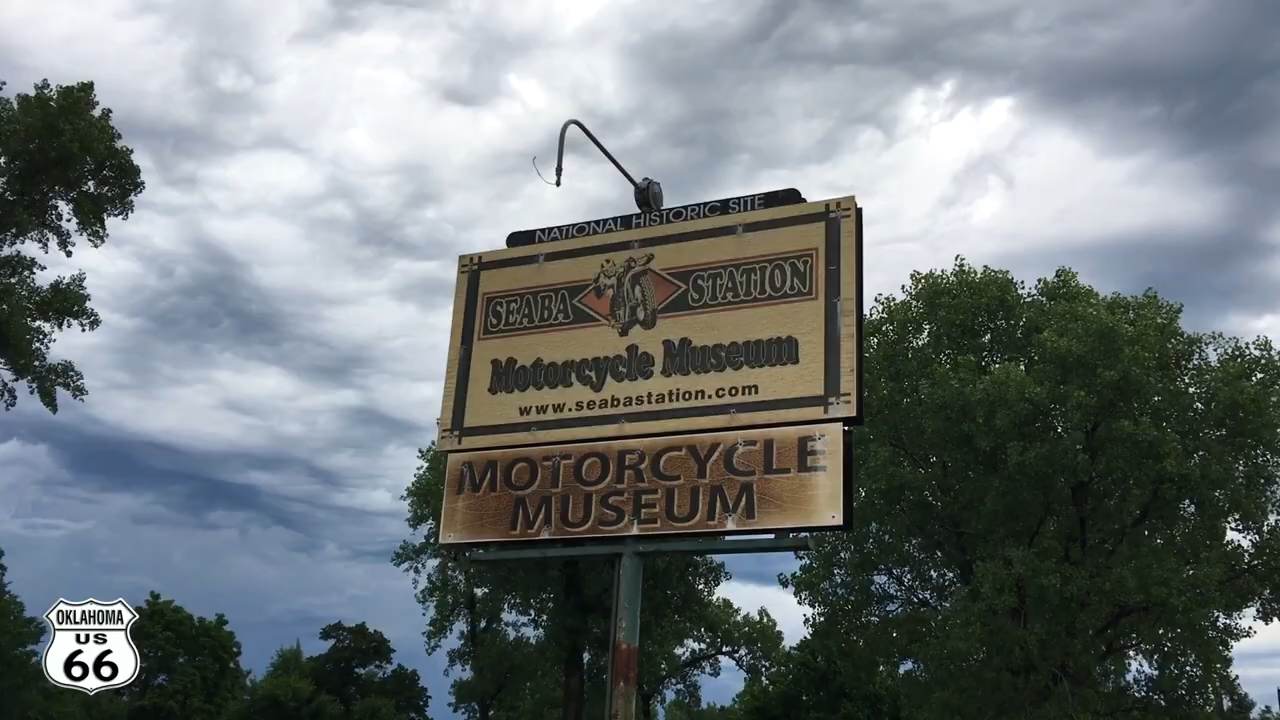 NATIONAL HISTORIC SITE
SEABA STATION
Motorcycle Museum
www.seabastation.com
MOTORCYCLE
MUSEUM
OKLAHOMA
US
66